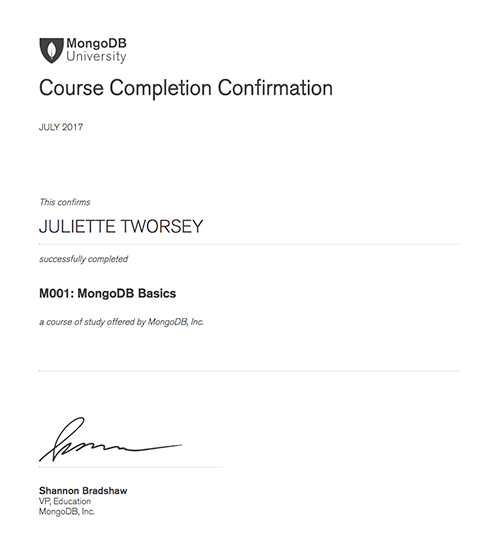 MongoDB
University
Course Completion Confirmation
JULY 2017
This confirms
JULIETTE TWORSEY
successfully completed
M001: MongoDB Basics
a course of study offered by MongoDB, Inc.
Shannon Bradshaw
VP, Education
MongoDB, Inc.